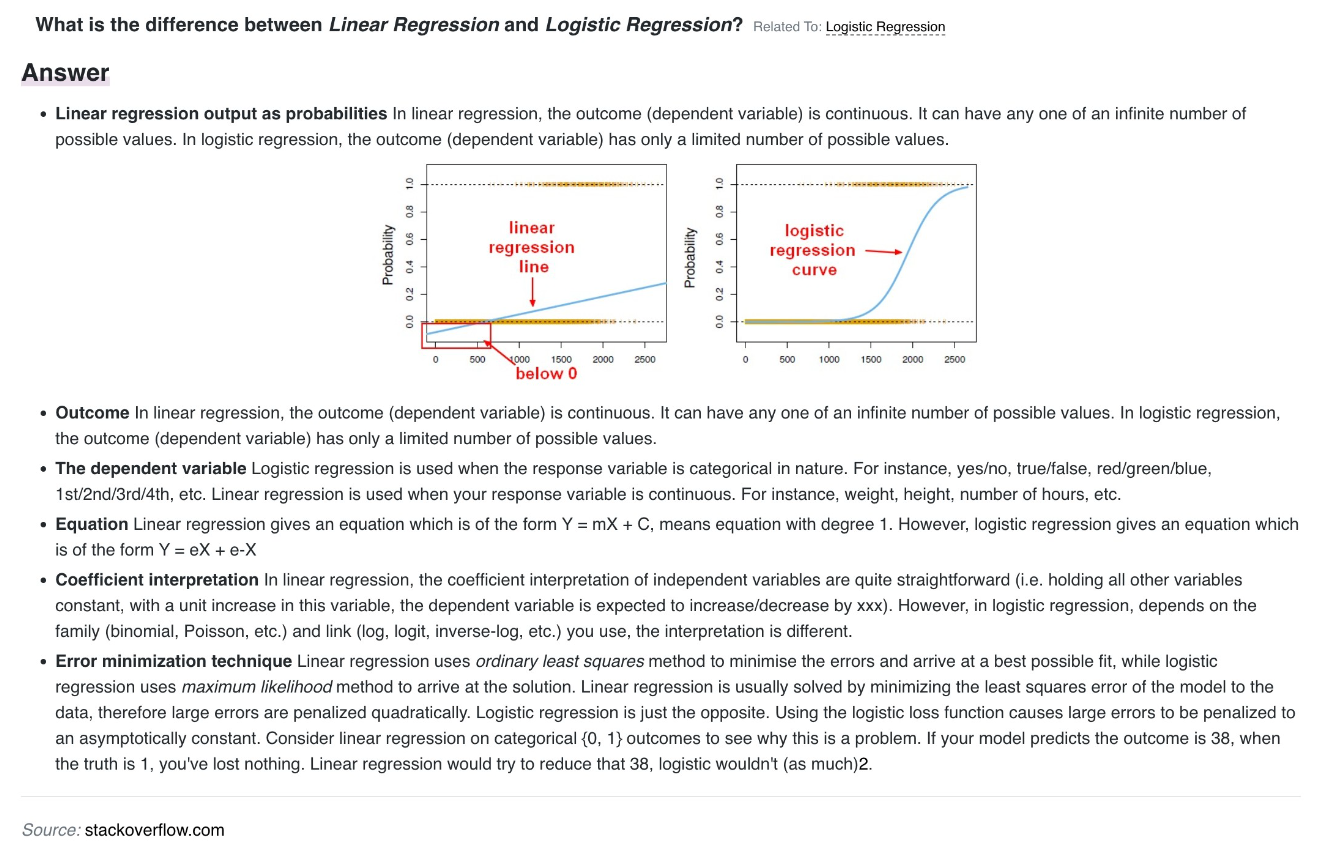 What is the difference between Linear Regression and Logistic Regression? Related To: Logistic Regression
Answer
• Linear regression output as probabilities In linear regression, the outcome (dependent variable) is continuous. It can have any one of an infinite number of
possible values. In logistic regression, the outcome (dependent variable) has only a limited number of possible values.
Probability
1.0
0.8
0.6
0.4
0.2
0.0
linear
regression
line
0 500 1000 1500 2000 2500
below 0
Probability
1.0
0.8
0.6
0.4
0.2
0.0
logistic
regression
curve
0 500 1000 1500 2000 2500
• Outcome In linear regression, the outcome (dependent variable) is continuous. It can have any one of an infinite number of possible values. In logistic regression,
the outcome (dependent variable) has only a limited number of possible values.
• The dependent variable Logistic regression is used when the response variable is categorical in nature. For instance, yes/no, true/false, red/green/blue,
1st/2nd/3rd/4th, etc. Linear regression is used when your response variable is continuous. For instance, weight, height, number of hours, etc.
• Equation Linear regression gives an equation which is of the form Y = mX + C, means equation with degree 1. However, logistic regression gives an equation which
is of the form Y = eX + e-X
• Coefficient interpretation In linear regression, the coefficient interpretation of independent variables are quite straightforward (i.e. holding all other variables
constant, with a unit increase in this variable, the dependent variable is expected to increase/decrease by xxx). However, in logistic regression, depends on the
family (binomial, Poisson, etc.) and link (log, logit, inverse-log, etc.) you use, the interpretation is different.
• Error minimization technique Linear regression uses ordinary least squares method to minimise the errors and arrive at a best possible fit, while logistic
regression uses maximum likelihood method to arrive at the solution. Linear regression is usually solved by minimizing the least squares error of the model to the
data, therefore large errors are penalized quadratically. Logistic regression is just the opposite. Using the logistic loss function causes large errors to be penalized to
an asymptotically constant. Consider linear regression on categorical {0, 1} outcomes to see why this is a problem. If your model predicts the outcome is 38, when
the truth is 1, you've lost nothing. Linear regression would try to reduce that 38, logistic wouldn't (as much)2.
Source: stackoverflow.com